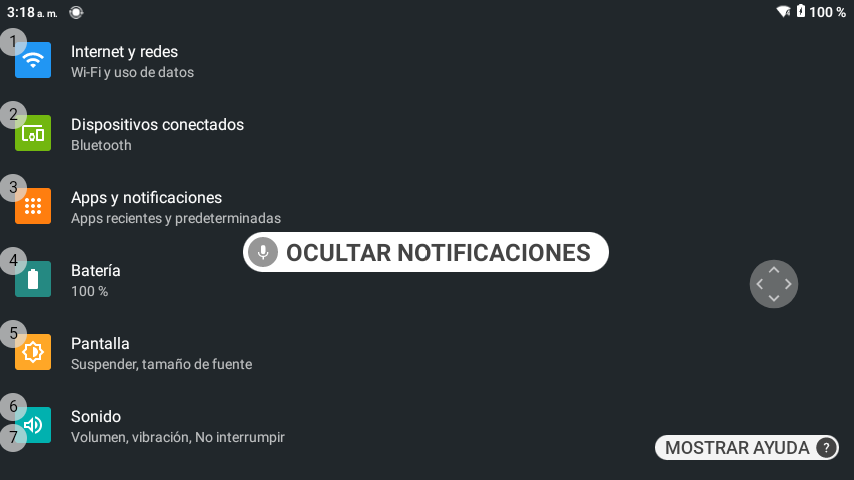 3:18 a. m.
100 %
1
Internet y redes
Wi-Fi y uso de datos
2
Dispositivos conectados
Bluetooth
3
Apps y notificaciones
Apps recientes y predeterminadas
OCULTAR NOTIFICACIONES
4
Batería
100 %
5
Pantalla
Suspender, tamaño de fuente
6
Sonido
7
Volumen, vibración, No interrumpir
MOSTRAR AYUDA ?